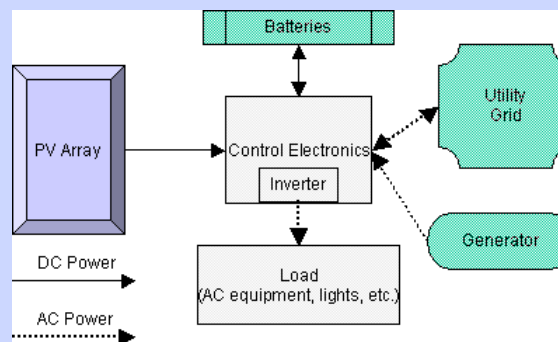 Batteries
PV Array
Control Electronics
Inverter
Utility
Grid
Generator
Load
(AC equipment, lights, etc.)
DC Power
AC Power